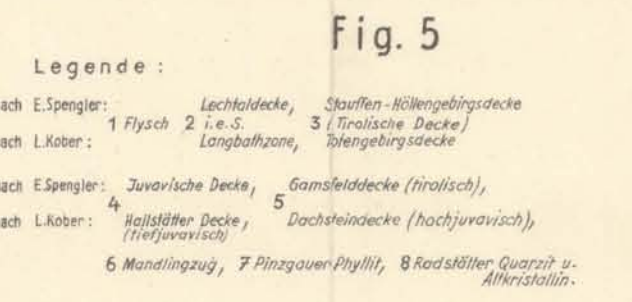 Fig. 5
Legende :
ach E.Spengler: Lechtaldecke, Stauffen-Höllengebirgsdecke
1 Flysch 2 i.e.S. 3 (Tirolische Decke)
ach L.Kober : Langbathzone, Totengebirgsdecke
ach E.Spengler: Juvavische Decke, Gamsfelddecke (tirolisch),
4 5
ach L.Kober : Hallstätter Decke, Dachsteindecke (hochjuvavisch),
(tiefjuvavisch)
6 Mandlingzug, 7 Pinzgauer Phyllit, 8 Radstätter Quarzit u.
Altkristallin.